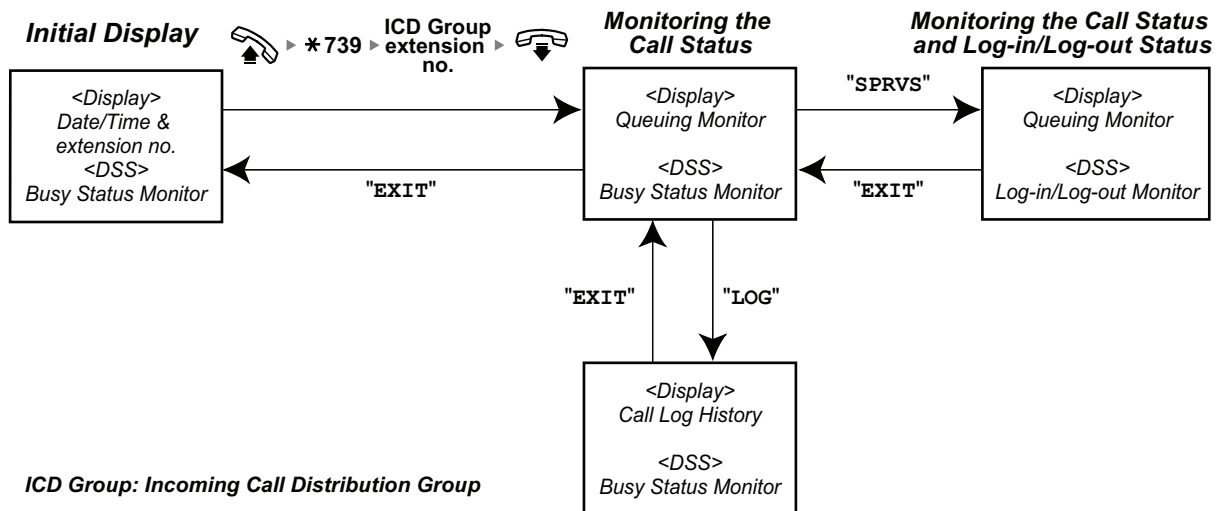 Initial Display
✱739
ICD Group
extension
no.
Monitoring the
Call Status
Monitoring the Call Status
and Log-in/Log-out Status
<Display>
Date/Time &
extension no.
<DSS>
Busy Status Monitor
"EXIT"
<Display>
Queuing Monitor
<DSS>
Busy Status Monitor
"SPRVS"
"EXIT"
<Display>
Queuing Monitor
<DSS>
Log-in/Log-out Monitor
"EXIT"
"LOG"
<Display>
Call Log History
<DSS>
Busy Status Monitor
ICD Group: Incoming Call Distribution Group